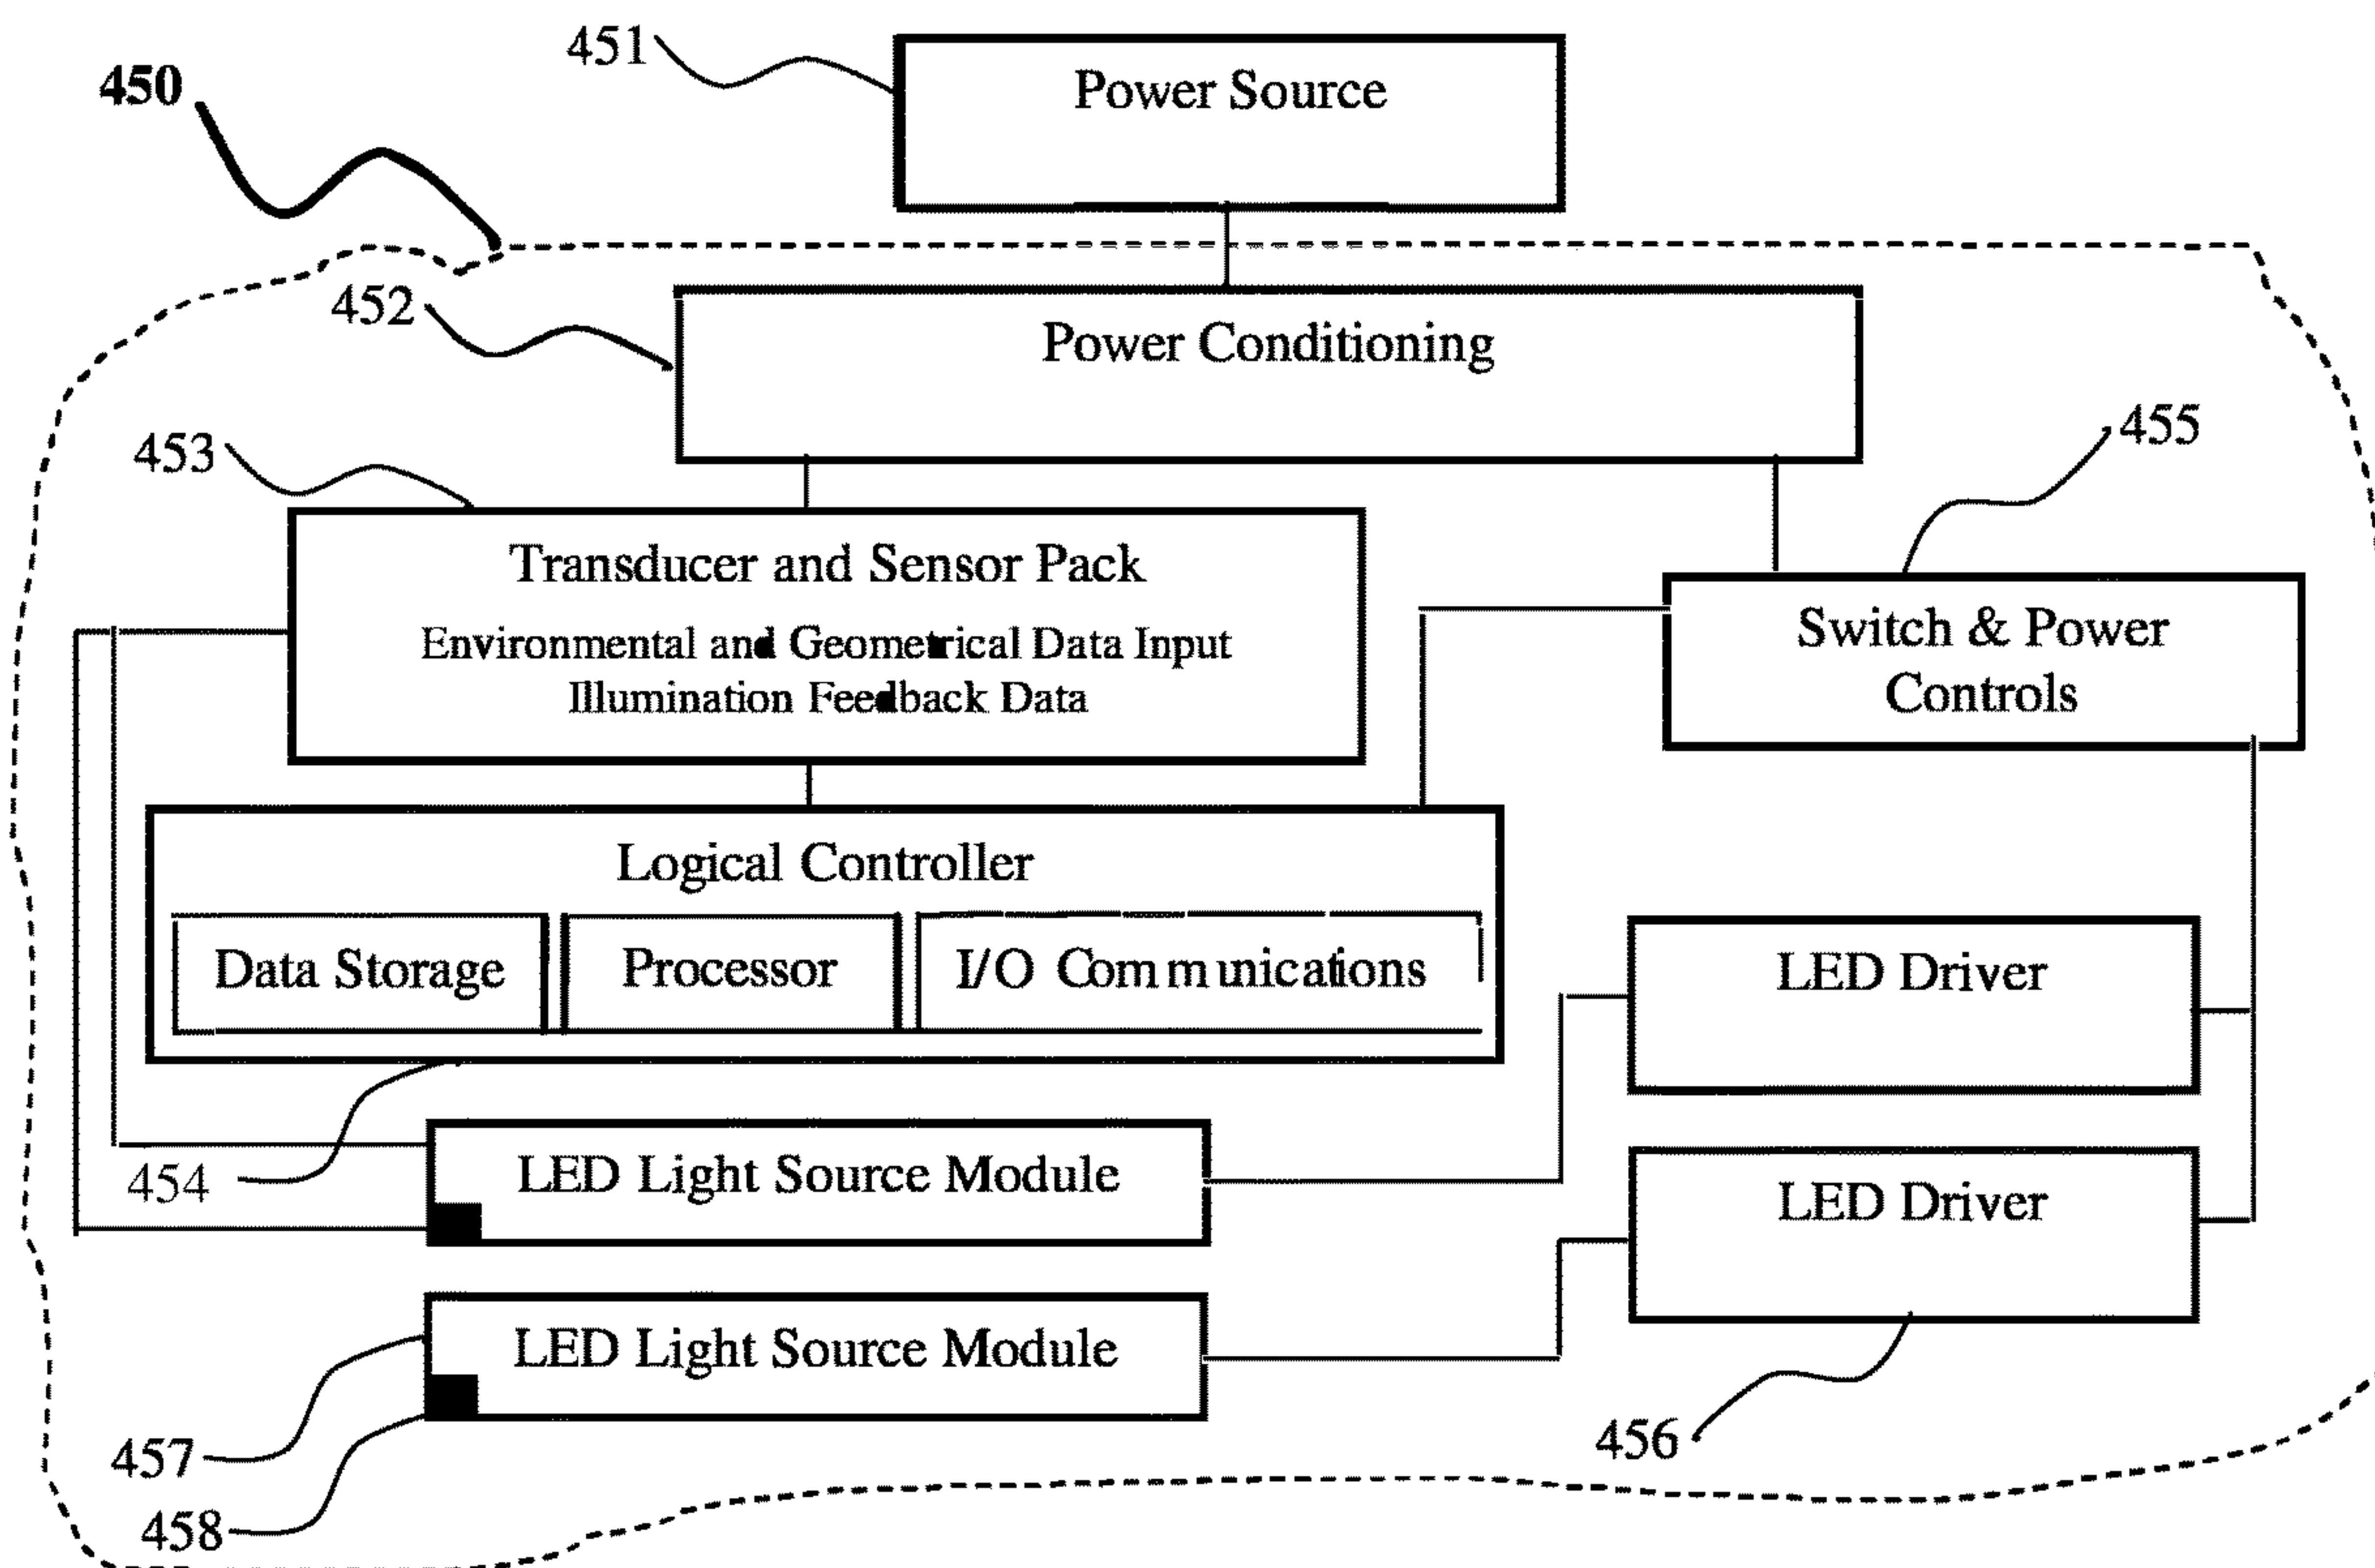 451
Power Source
450
452
Power Conditioning
453
455
Transducer and Sensor Pack
Environmental and Geometrical Data Input
Illumination Feedback Data
Switch & Power
Controls
Logical Controller
Data Storage
Processor
I/O Communications
LED Driver
454
LED Light Source Module
LED Driver
LED Light Source Module
457
456
458